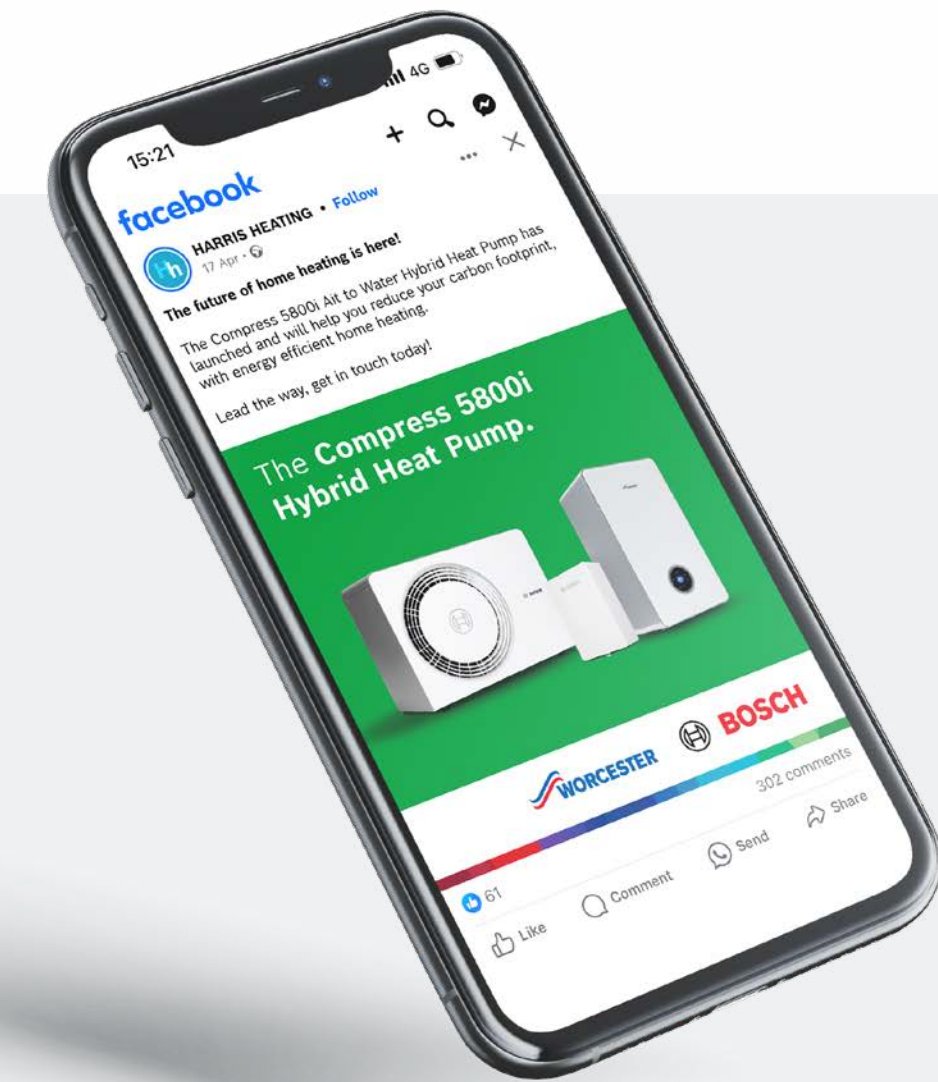 15:21
4G
facebook
HARRIS HEATING • Follow
17 Apr •
The future of home heating is here!
The Compress 5800i Ait to Water Hybrid Heat Pump has
launched and will help you reduce your carbon footprint,
with energy efficient home heating.
Lead the way, get in touch today!
The Compress 5800i
Hybrid Heat Pump.
WORCESTER
BOSCH
61
302 comments
Like
Comment
Send
Share